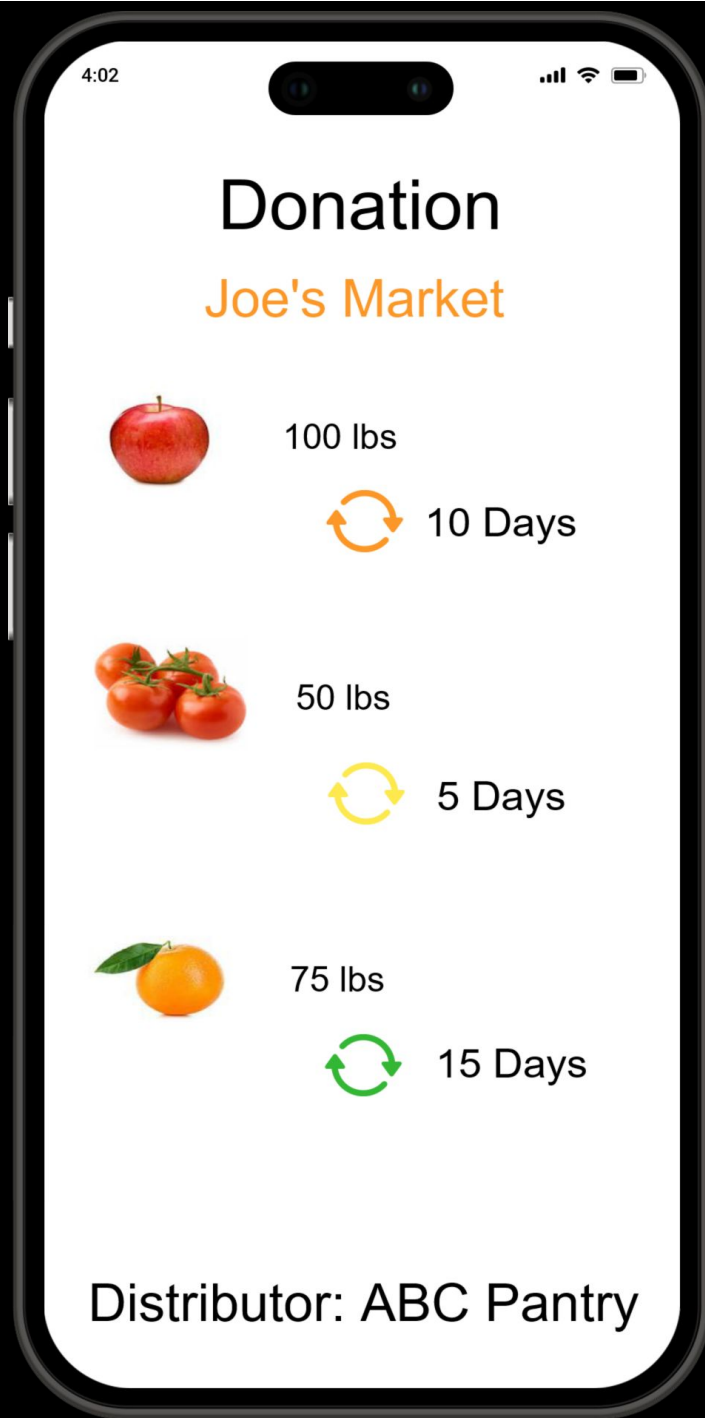 4:02
Donation
Joe's Market
100 lbs
10 Days
50 lbs
5 Days
75 lbs
15 Days
Distributor: ABC Pantry